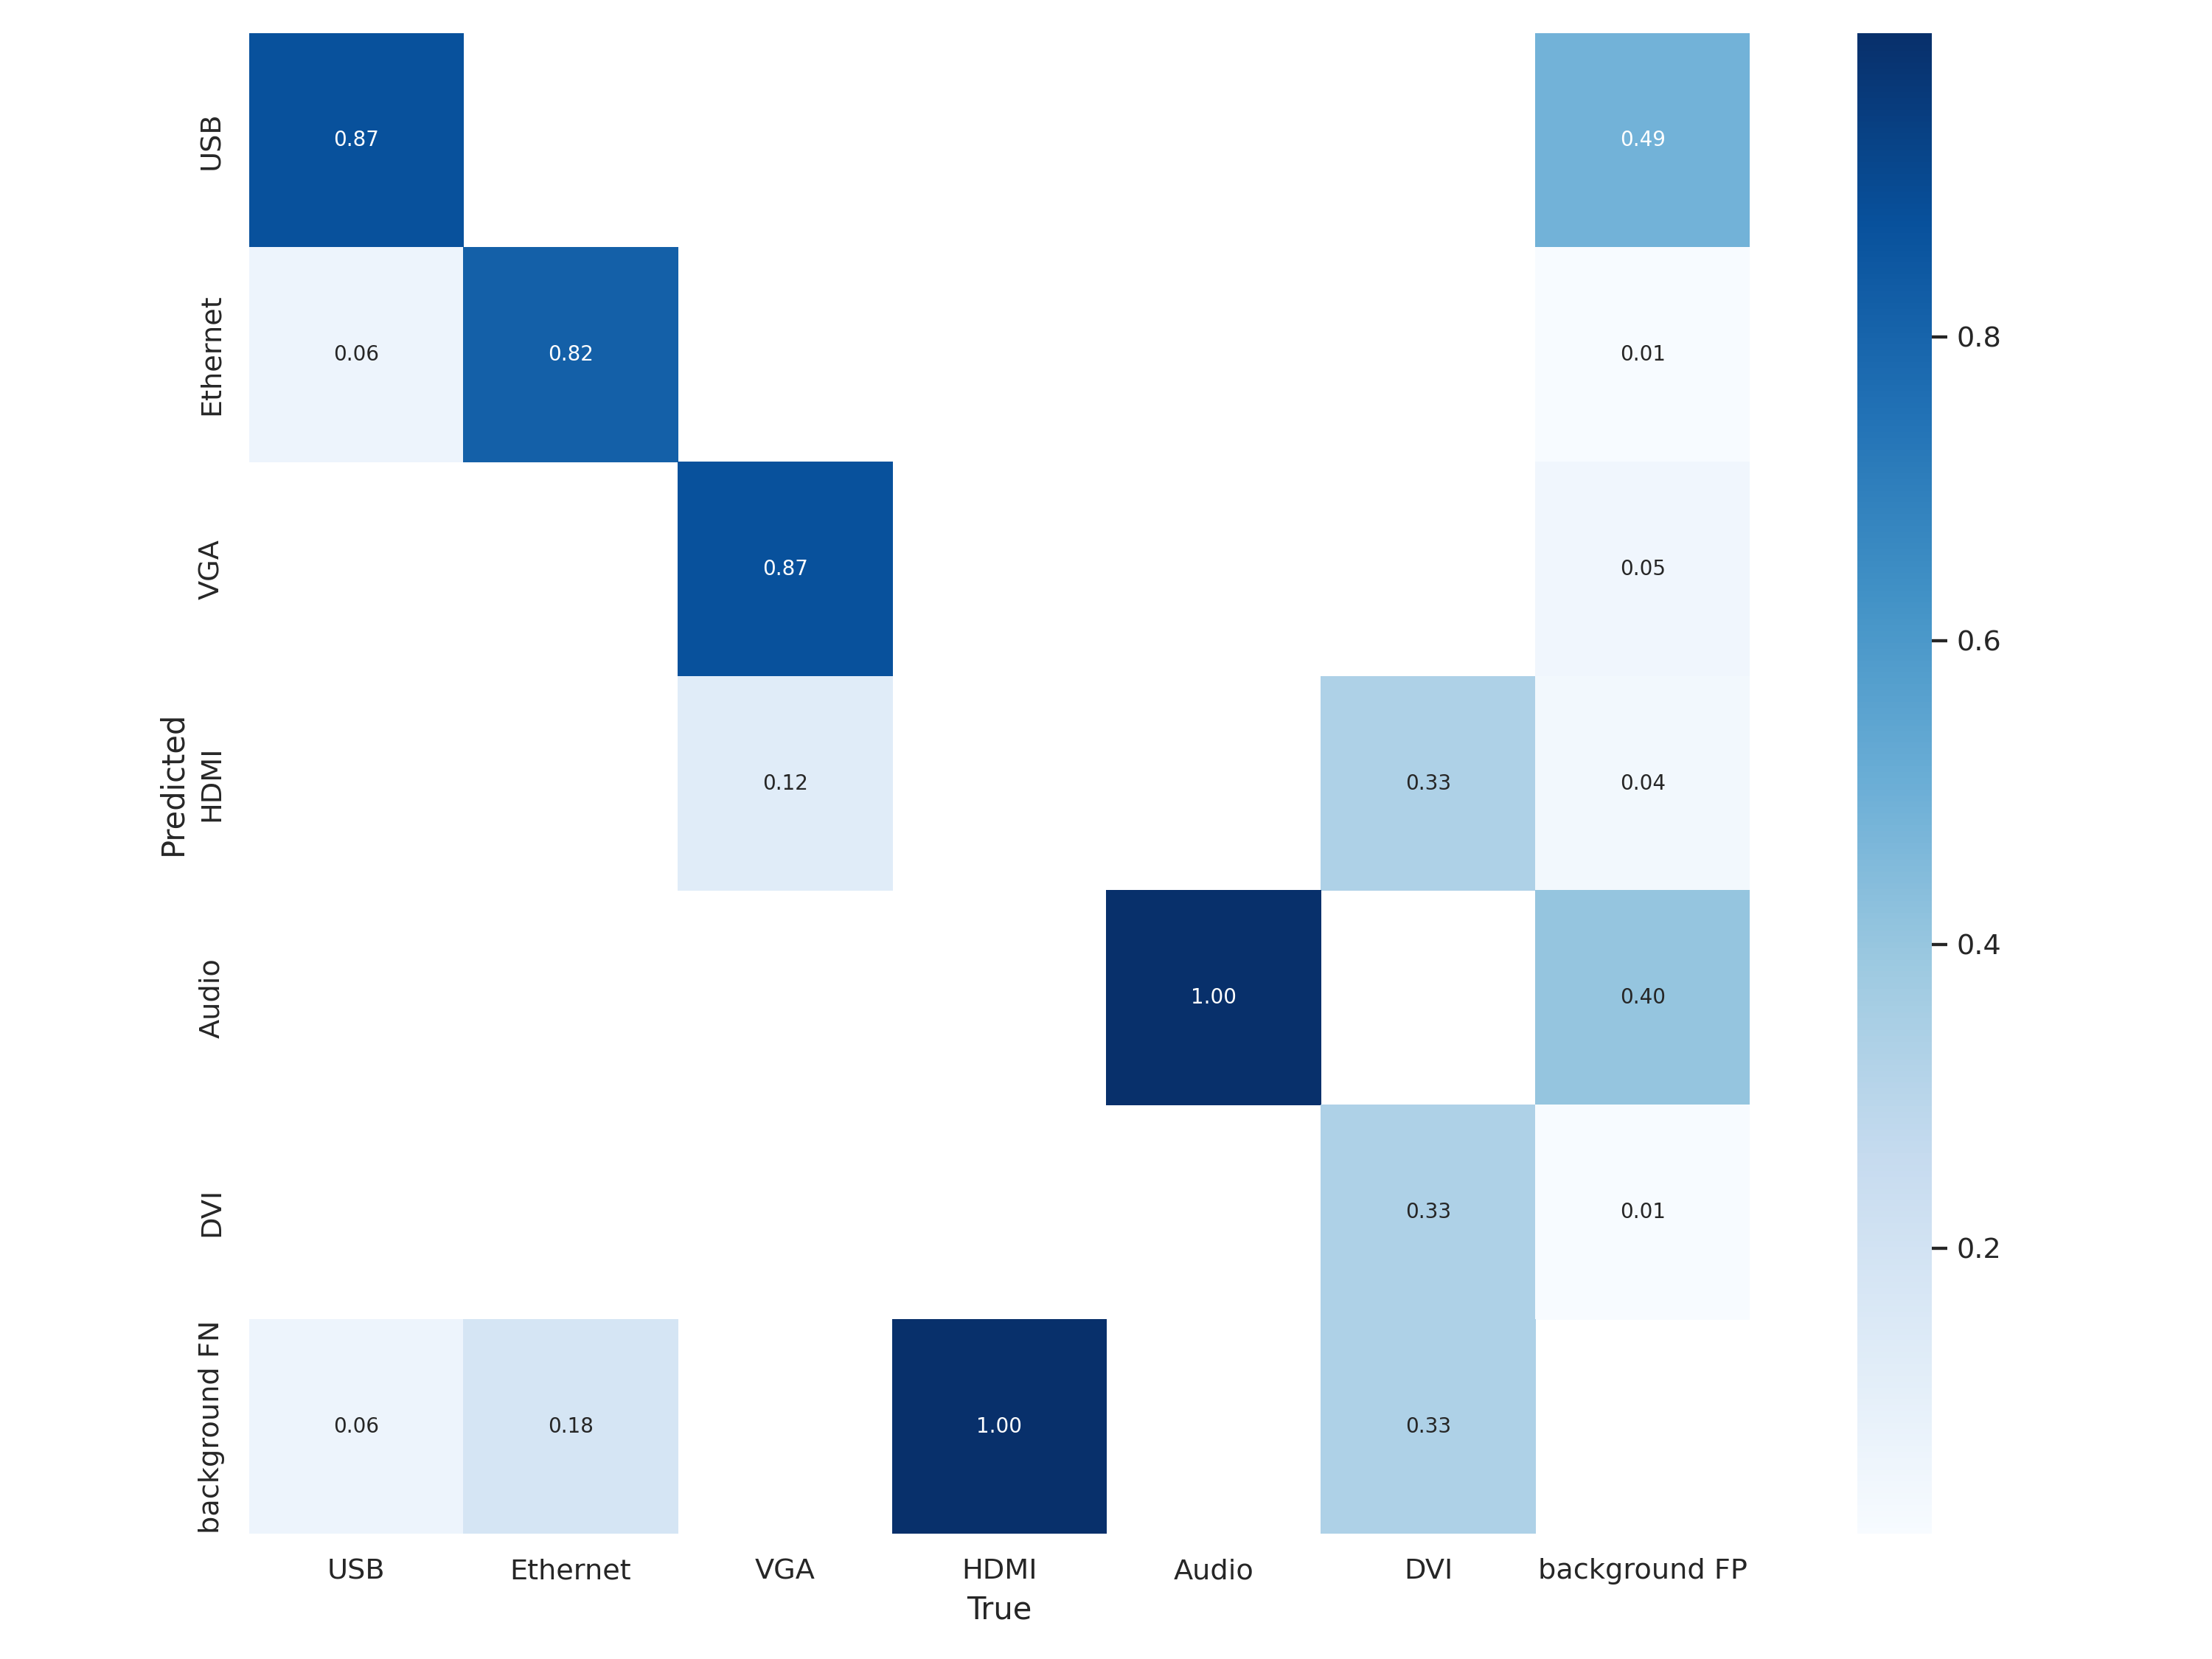 USB
0.87
0.49
Ethernet
0.06
0.82
0.01
0.8
VGA
0.87
0.05
0.6
Predicted
HDMI
0.12
0.33
0.04
Audio
1.00
0.40
0.4
DVI
0.33
0.01
0.2
background FN
0.06
0.18
1.00
0.33
USB
Ethernet
VGA
HDMI
Audio
DVI
background FP
True